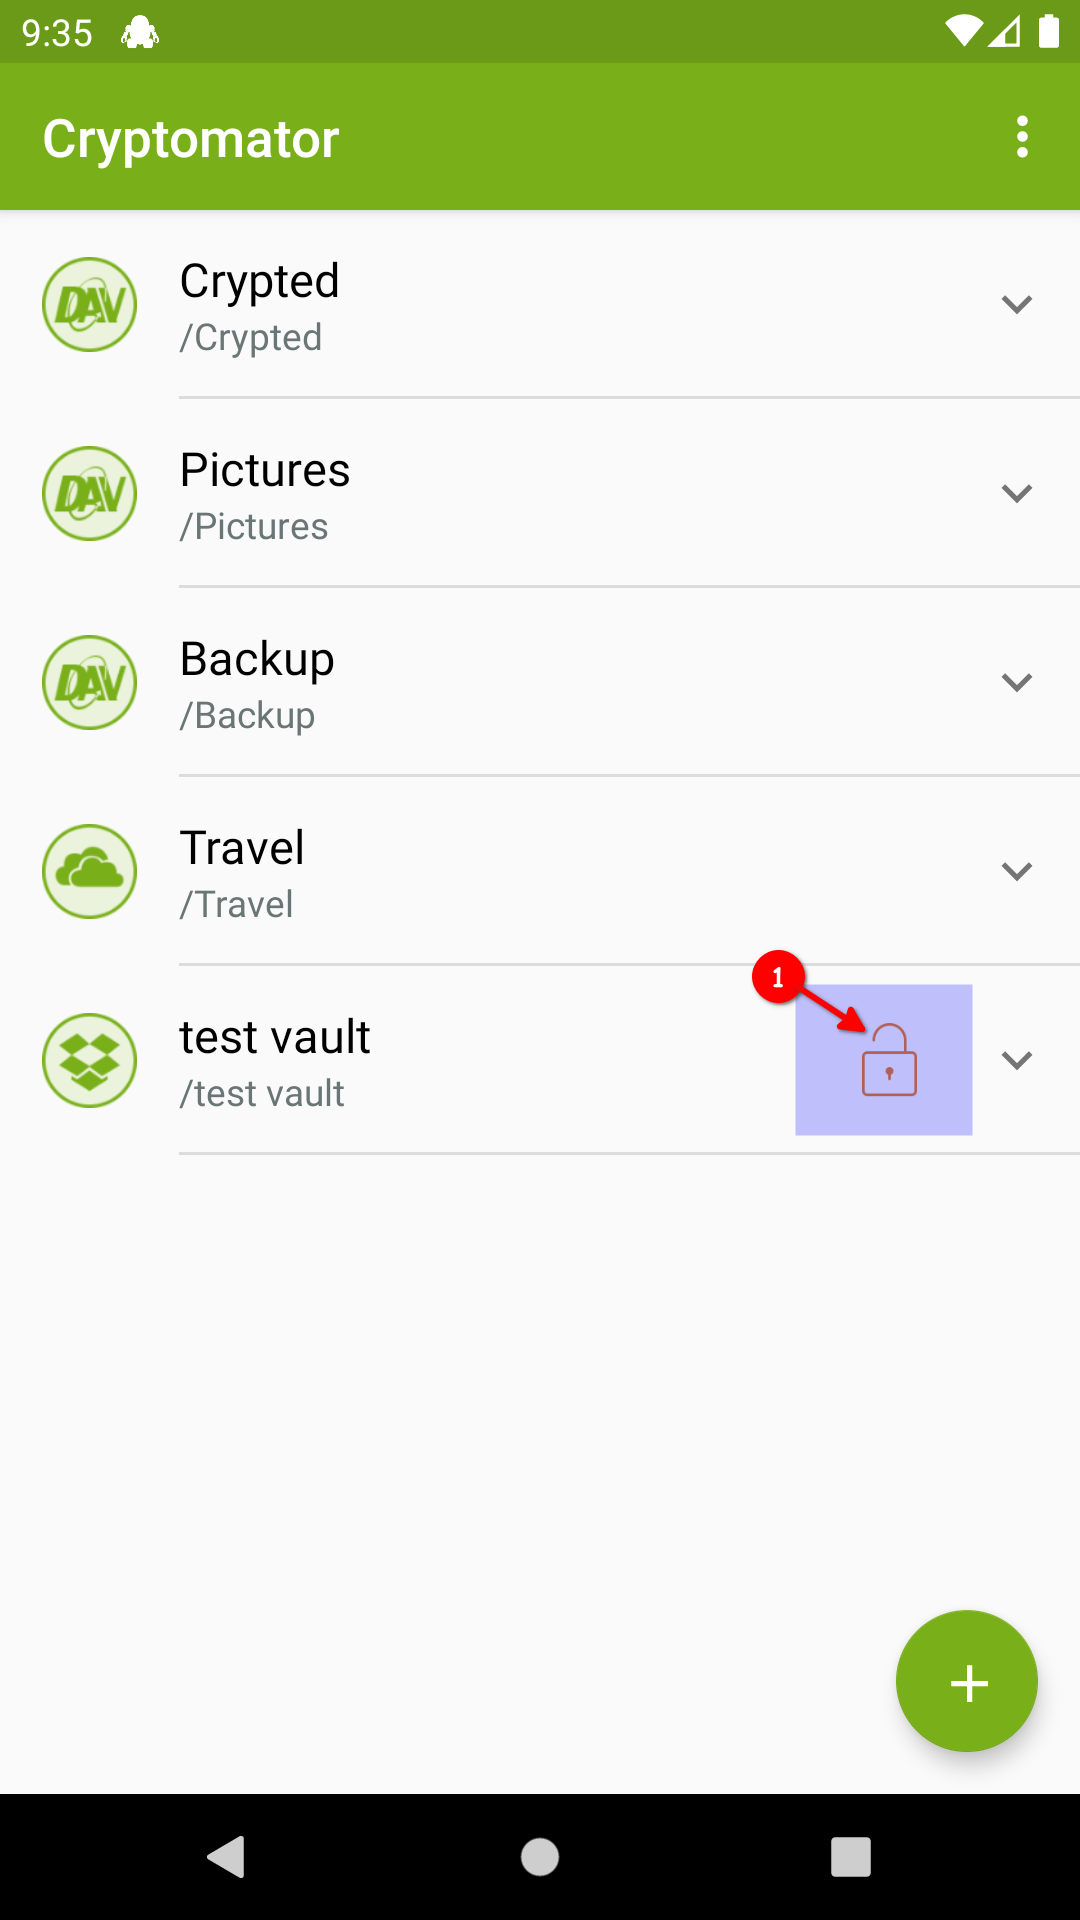 9:35
Cryptomator
DAV
Crypted
/Crypted
DAV
Pictures
/Pictures
DAV
Backup
/Backup
Travel
/Travel
1
test vault
/test vault